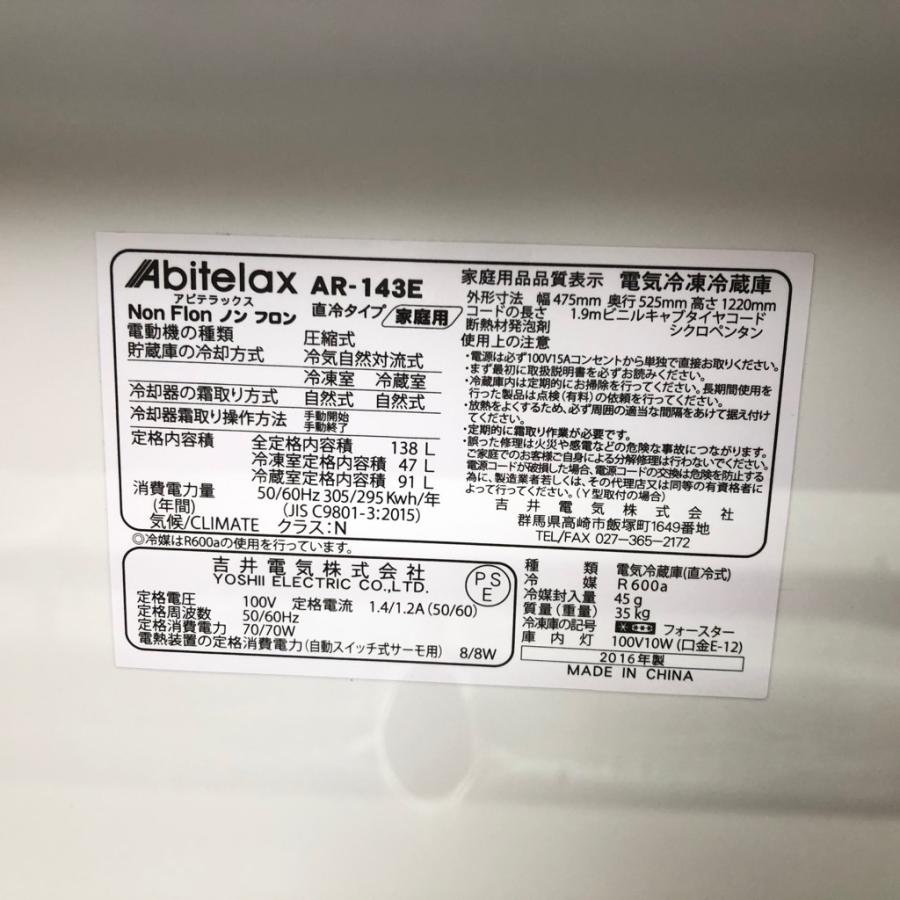 Abitelax AR-143E
アビテラックス
Non Flon ノン フロン 直冷タイプ 家庭用
電動機の種類 圧縮式
貯蔵庫の冷却方式 冷気自然対流式
冷凍室 冷蔵室
冷却器の霜取り方式 自然式 自然式
冷却器霜取り操作方法 手動開始
手動終了
定格内容積 全定格内容積 138 L
冷凍室定格内容積 47 L
冷蔵室定格内容積 91 L
消費電力量 50/60Hz 305/295 Kwh/年
(年間) (JIS C9801-3:2015)
気候/CLIMATE クラス:N
家庭用品品質表示 電気冷凍冷蔵庫
外形寸法 幅 475mm 奥行 525mm 高さ 1220mm
コードの長さ 1.9mビニルキャブタイヤコード
断熱材発泡剤 シクロペンタン
使用上の注意
・電源は必ず100V15Aコンセントから単独で直接お取りください。
・まず最初に取扱説明書を必ずお読みください。
・冷蔵庫内は定期的にお掃除を行ってください。長期間使用を
行った製品は点検(有料)の依頼を行ってください。
・放熱をよくするため、必ず周囲の適当な間隔をあけて据え付け
てください。
・定期的に霜取り作業が必要です。
・誤った修理は火災や感電などの危険な事故につながります。
ご家庭でのお客様ご自身による分解修理は行わないでください。
電源コードが破損した場合、電源コードの交換は危険を防止する
為に、製造業者若しくは、その代理店又は同等の有資格者に
よって行ってください。(Y型取付の場合)
吉井電気株式会社
群馬県高崎市飯塚町1649番地
TEL/FAX 027-365-2172
◎冷媒はR600aの使用を行っています。
吉井電気株式会社
YOSHII ELECTRIC CO.,LTD.
PS
E
定格電圧 100V 定格電流 1.4/1.2A (50/60)
定格周波数 50/60Hz
定格消費電力 70/70W
電熱装置の定格消費電力(自動スイッチ式サーモ用) 8/8W
種類 電気冷蔵庫(直冷式)
冷媒 R 600a
冷媒封入量 45 g
質量(重量) 35 kg
冷凍庫の記号 フォースター
庫内灯 100V10W (口金E-12)
2016年製
MADE IN CHINA